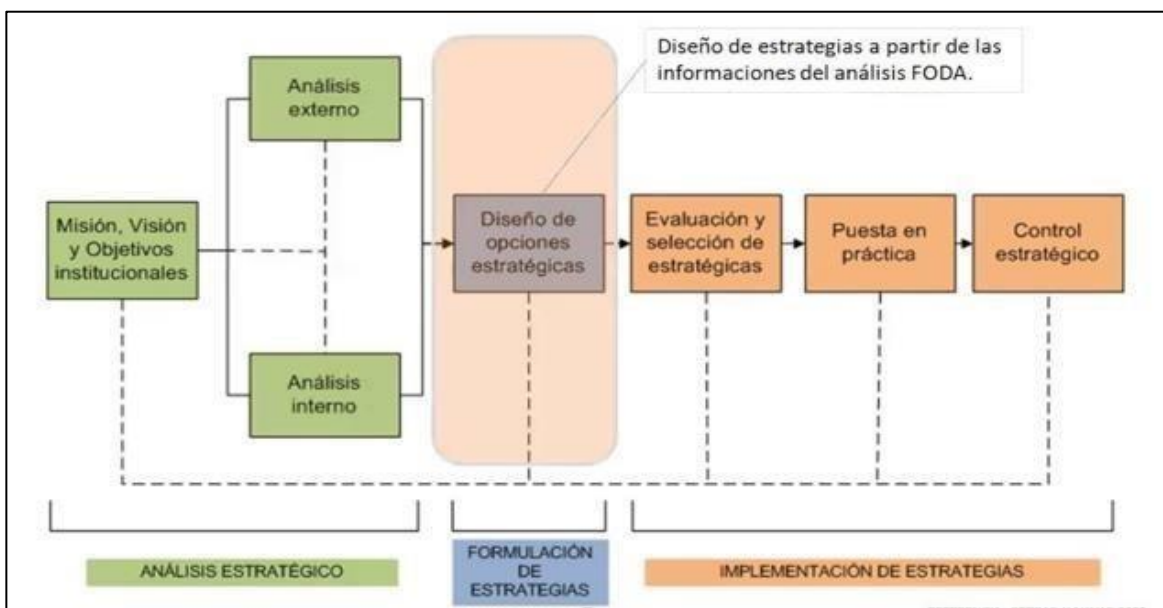 Diseño de estrategias a partir de las
informaciones del análisis FODA.
Análisis
externo
Misión, Visión
y Objetivos
institucionales
Diseño de
opciones
estratégicas
Evaluación y
selección de
estratégicas
Puesta en
práctica
Control
estratégico
Análisis
interno
ANÁLISIS ESTRATÉGICO
FORMULACIÓN
DE
ESTRATEGIAS
IMPLEMENTACIÓN DE ESTRATEGIAS